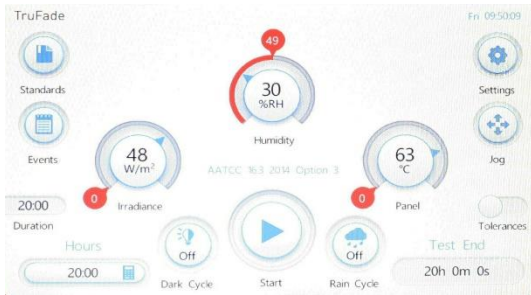 TruFade
Fri 09:50:09
49
Standards
30
%RH
Settings
Humidity
Events
48
W/m²
63
°C
Jog
AATCC 16.3 2014 Option 3
0
Irradiance
0
Panel
20:00
Duration
Tolerances
Hours
20:00
Off
Dark Cycle
Start
Off
Rain Cycle
Test End
20h 0m 0s